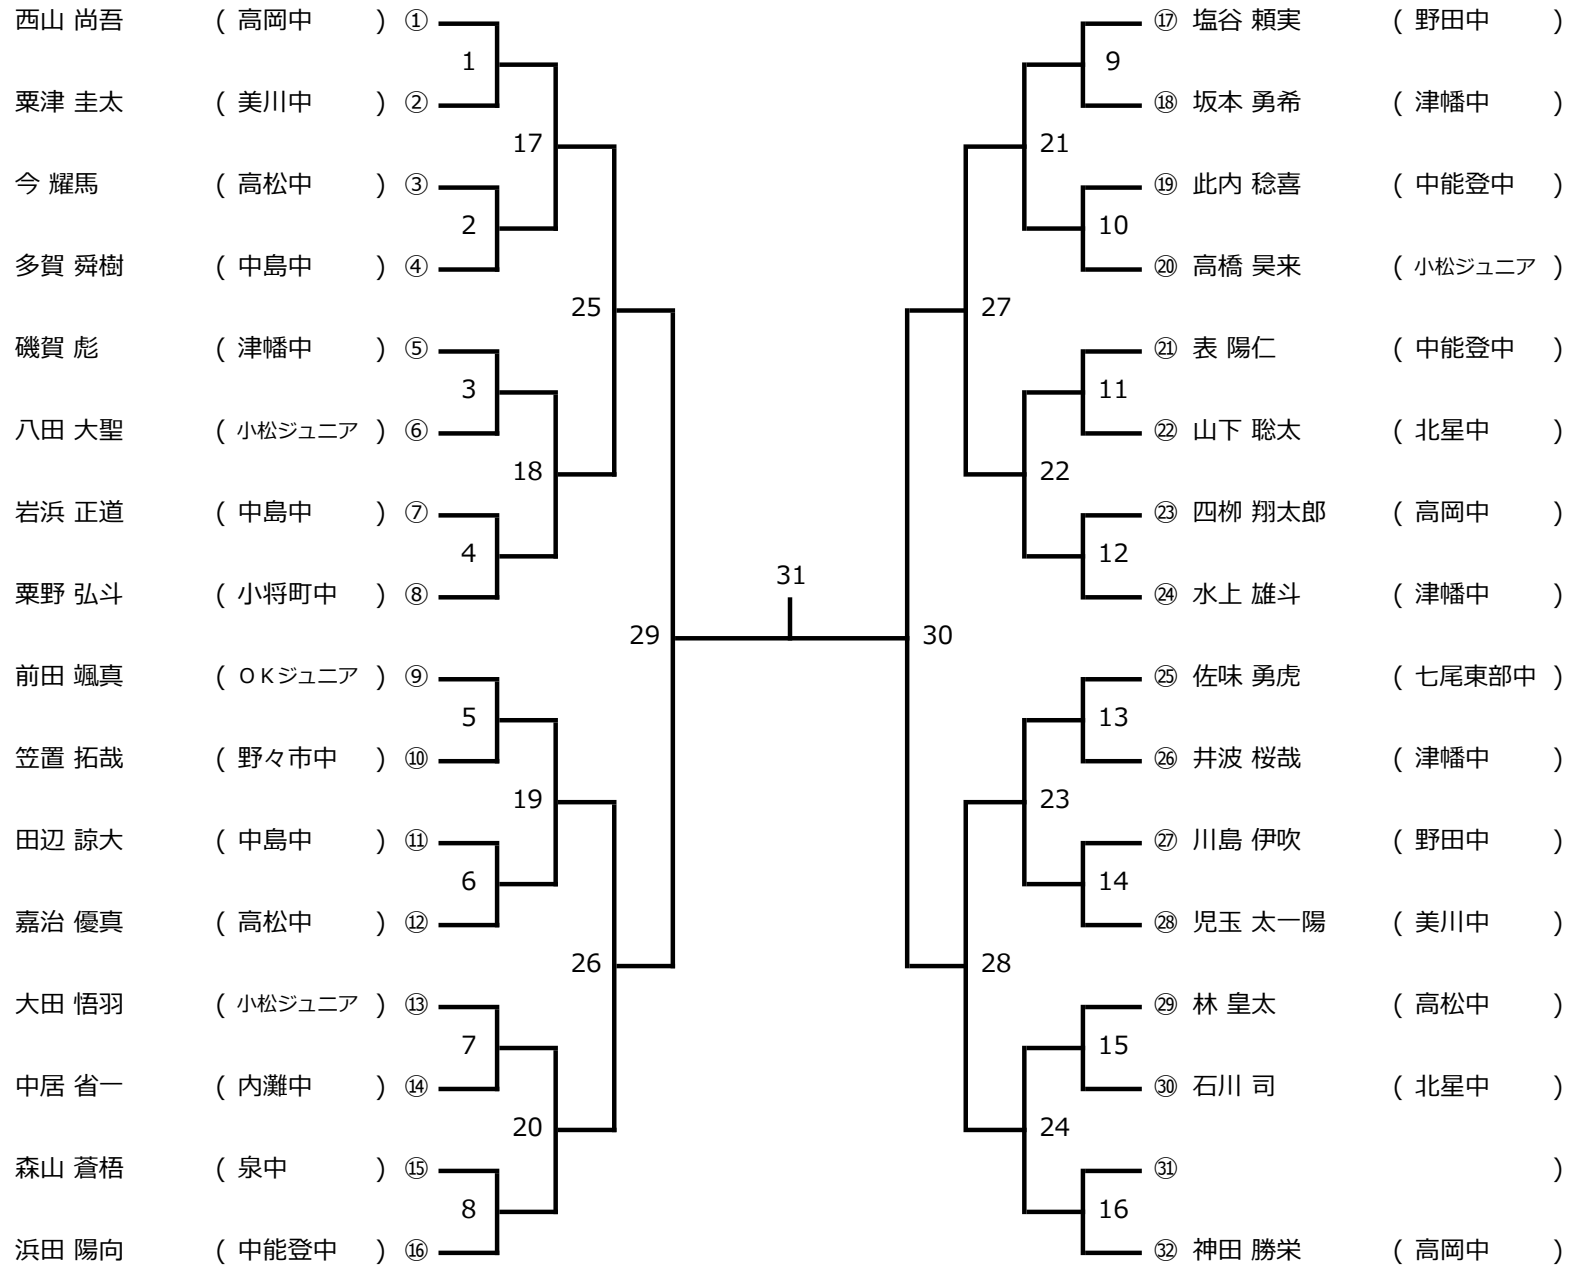 西山 尚吾 ( 高岡中 ) ①
1
粟津 圭太 ( 美川中 ) ②
17
今 耀馬 ( 高松中 ) ③
2
多賀 舜樹 ( 中島中 ) ④
25
磯賀 彪 ( 津幡中 ) ⑤
3
八田 大聖 ( 小松ジュニア ) ⑥
18
岩浜 正道 ( 中島中 ) ⑦
4
粟野 弘斗 ( 小将町中 ) ⑧
29
前田 颯真 ( ОKジュニア ) ⑨
5
笠置 拓哉 ( 野々市中 ) ⑩
19
田辺 諒大 ( 中島中 ) ⑪
6
嘉治 優真 ( 高松中 ) ⑫
26
大田 悟羽 ( 小松ジュニア ) ⑬
7
中居 省一 ( 内灘中 ) ⑭
20
森山 蒼梧 ( 泉中 ) ⑮
8
浜田 陽向 ( 中能登中 ) ⑯
31
⑰ 塩谷 頼実 ( 野田中 )
9
⑱ 坂本 勇希 ( 津幡中 )
21
⑲ 此内 稔喜 ( 中能登中 )
10
⑳ 高橋 昊来 ( 小松ジュニア )
27
㉑ 表 陽仁 ( 中能登中 )
11
㉒ 山下 聡太 ( 北星中 )
22
㉓ 四栁 翔太郎 ( 高岡中 )
12
㉔ 水上 雄斗 ( 津幡中 )
30
㉕ 佐味 勇虎 ( 七尾東部中 )
13
㉖ 井波 桜哉 ( 津幡中 )
23
㉗ 川島 伊吹 ( 野田中 )
14
㉘ 児玉 太一陽 ( 美川中 )
28
㉙ 林 皇太 ( 高松中 )
15
㉚ 石川 司 ( 北星中 )
24
㉛ )
16
㉜ 神田 勝栄 ( 高岡中 )